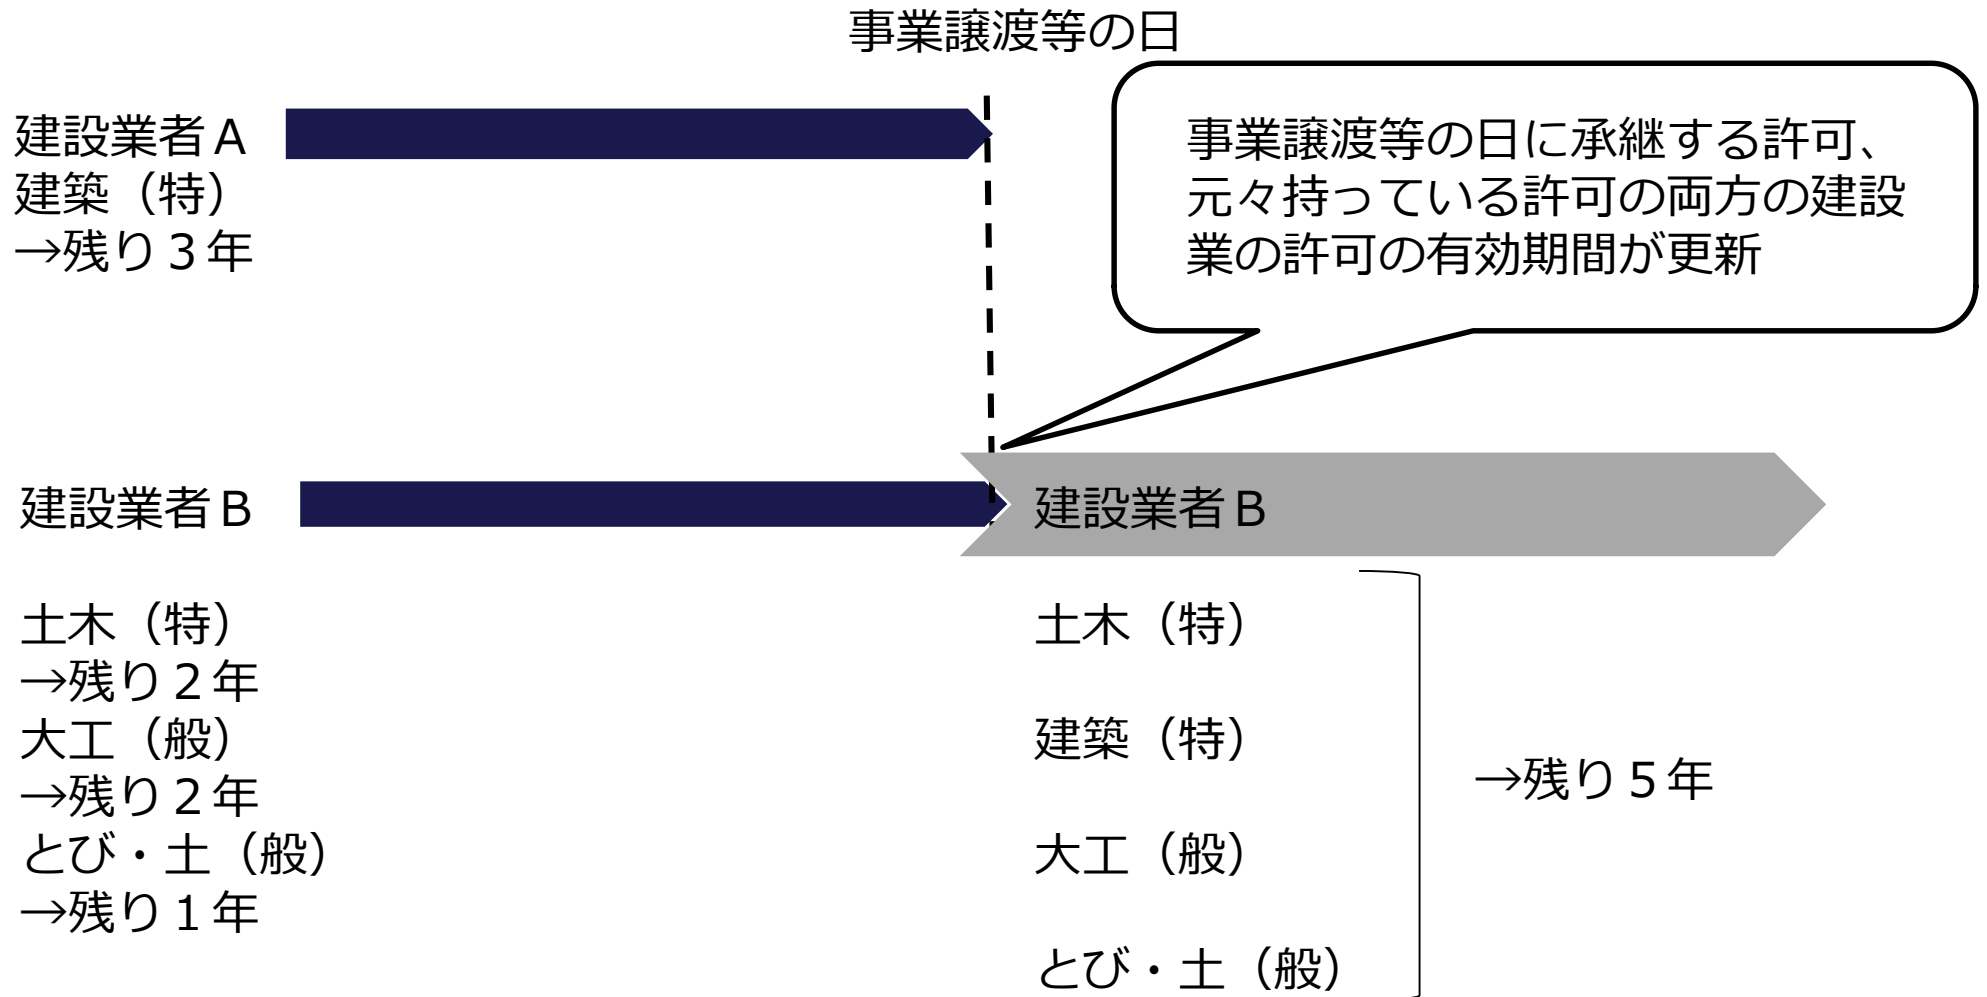 事業譲渡等の日
建設業者Ａ
建築（特）
→残り３年
事業譲渡等の日に承継する許可、
元々持っている許可の両方の建設
業の許可の有効期間が更新
建設業者Ｂ
土木（特）
→残り２年
大工（般）
→残り２年
とび・土（般）
→残り１年
建設業者Ｂ
土木（特）
建築（特）
大工（般）
とび・土（般）
→残り５年